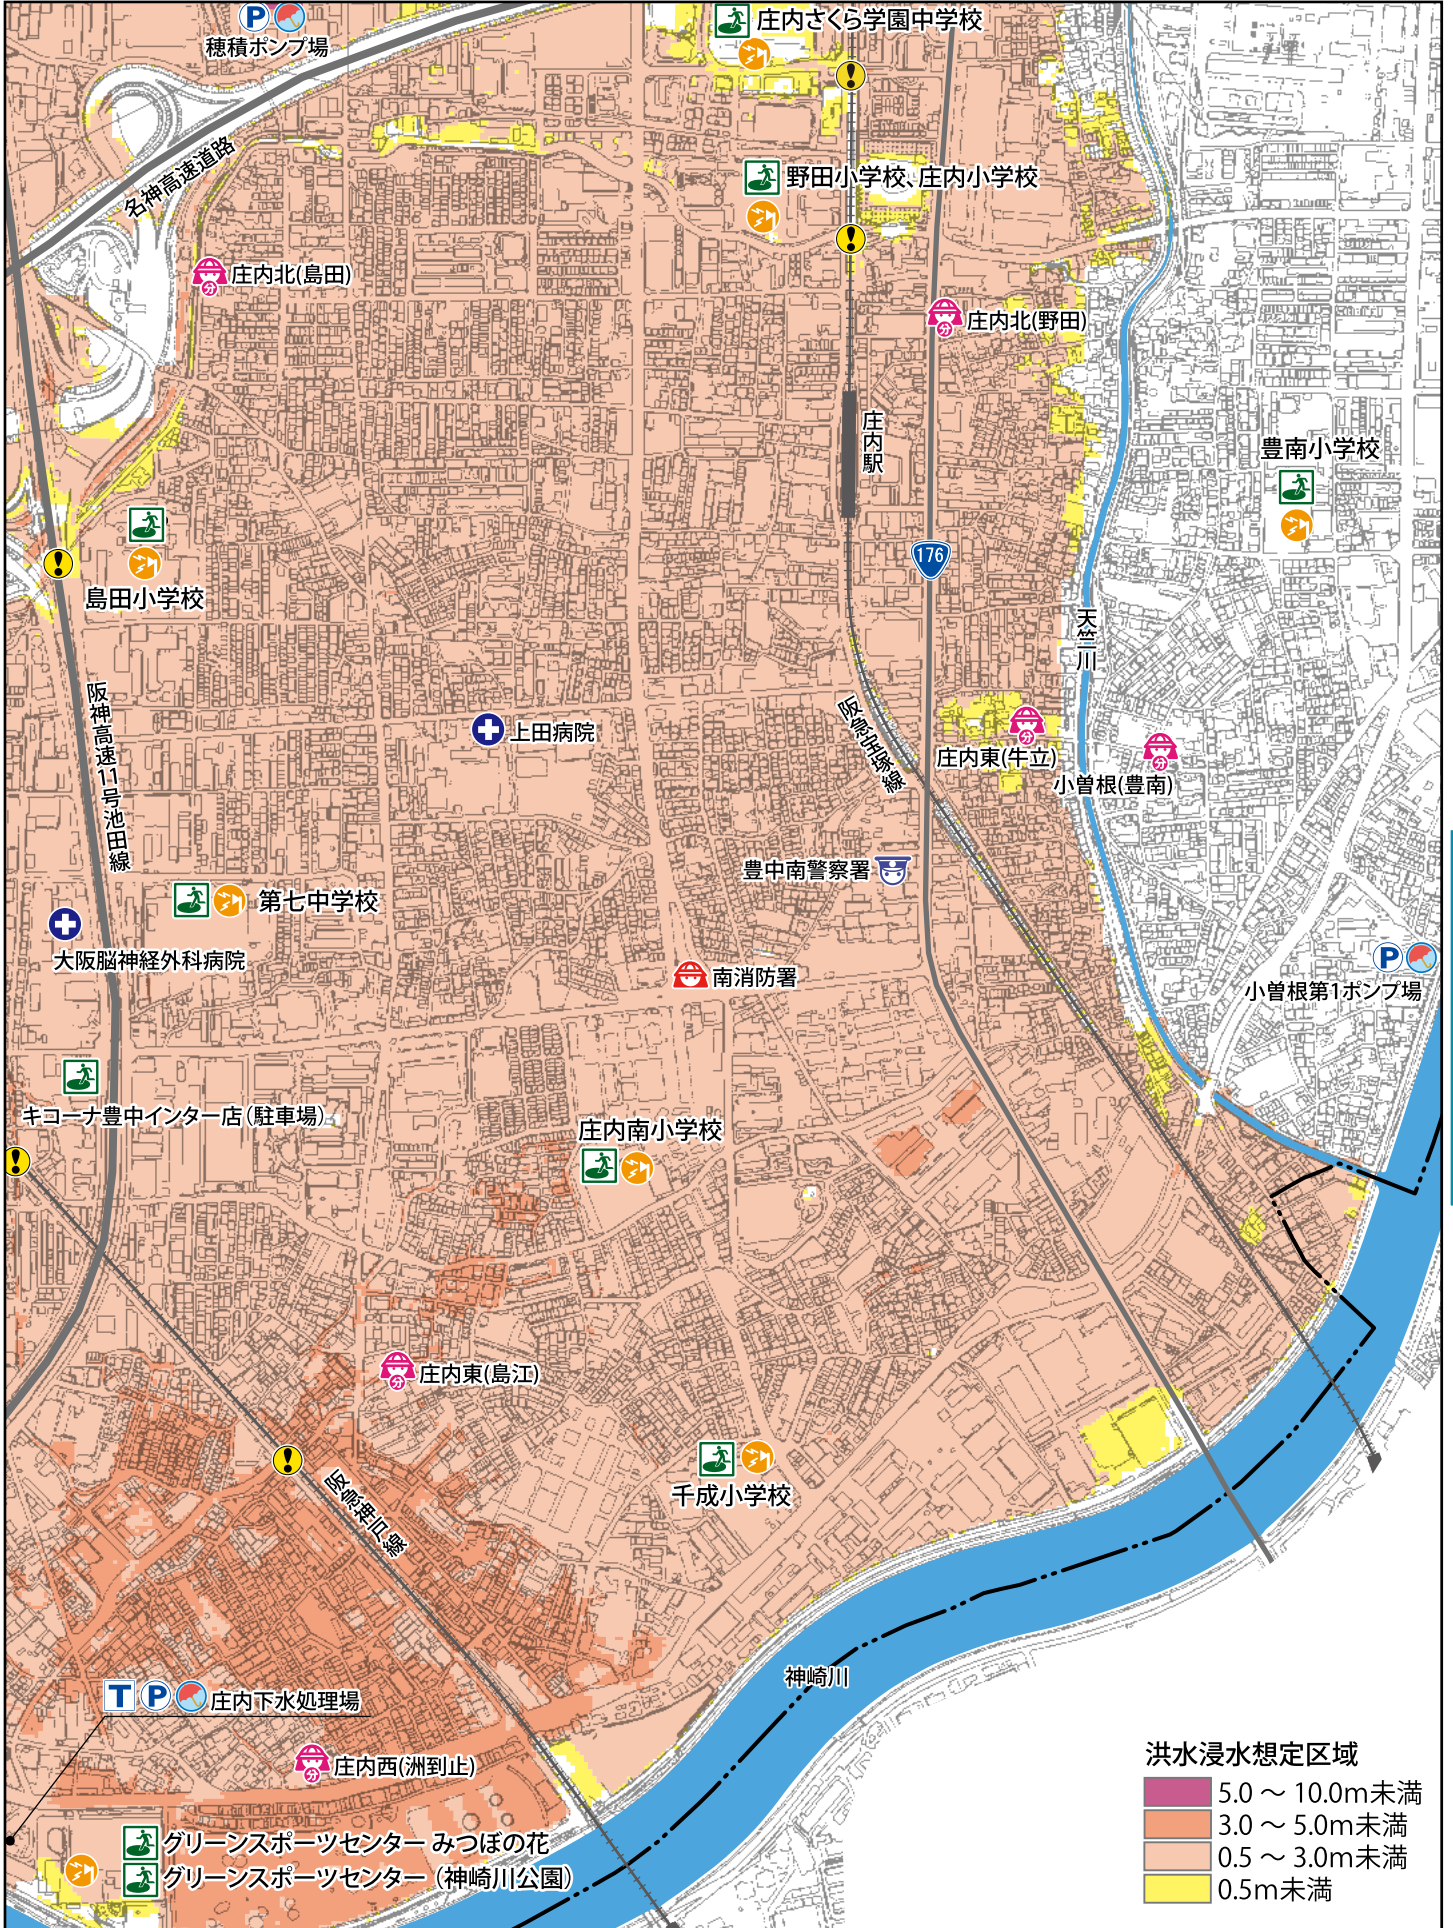 P
穂積ポンプ場
庄内さくら学園中学校
名神高速道路
野田小学校、庄内小学校
分
庄内北(島田)
分
庄内北(野田)
庄内駅
豊南小学校
176
島田小学校
天竺川
阪神高速11号池田線
上田病院
阪急宝塚線
分
庄内東(牛立)
分
小曽根(豊南)
豊中南警察署
第七中学校
大阪脳神経外科病院
南消防署
P
小曽根第1ポンプ場
キコーナ豊中インター店(駐車場)
庄内南小学校
分
庄内東(島江)
阪急神戸線
千成小学校
神崎川
T P 庄内下水処理場
分
庄内西(洲到止)
グリーンスポーツセンター みつぼの花
グリーンスポーツセンター (神崎川公園)
洪水浸水想定区域
5.0 ～ 10.0m未満
3.0 ～ 5.0m未満
0.5 ～ 3.0m未満
0.5m未満